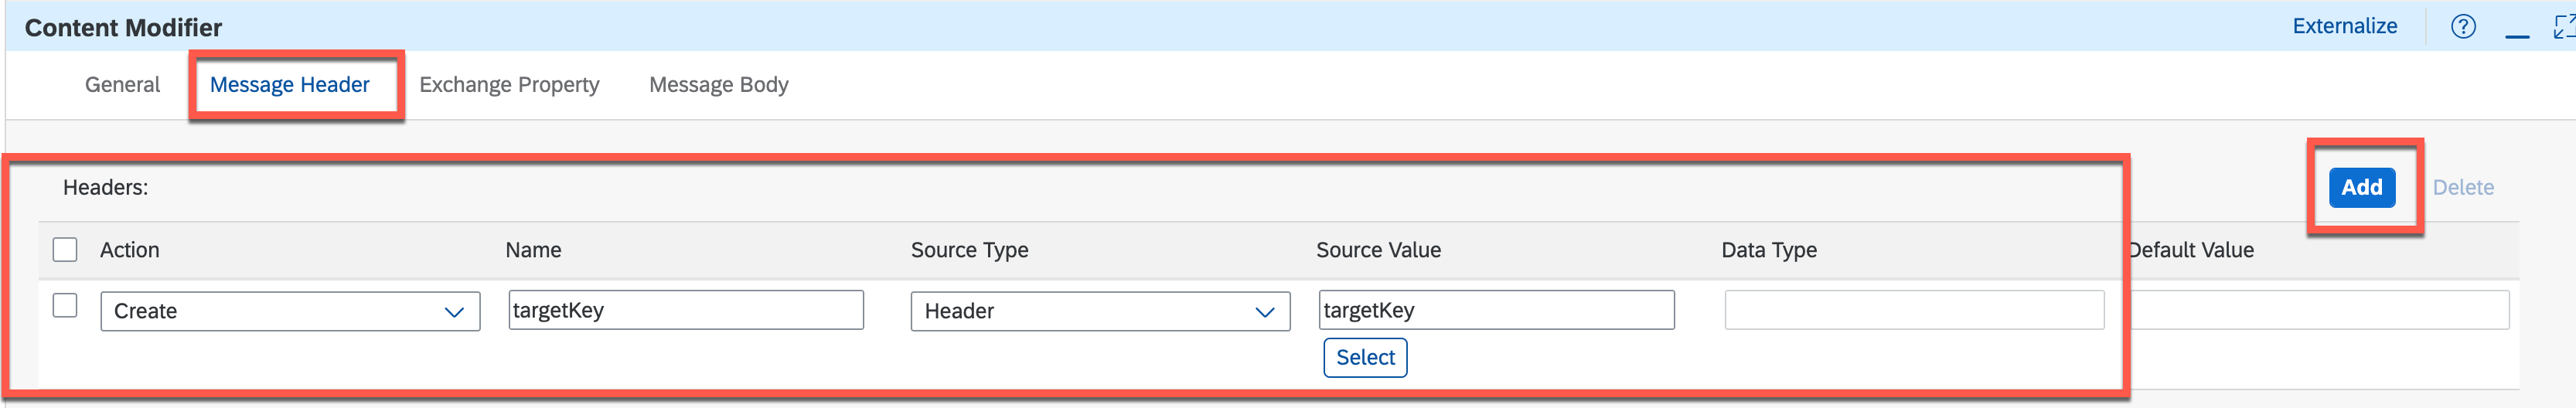 Content Modifier
Externalize
General Message Header Exchange Property Message Body
Headers:
Add Delete
Action Name Source Type Source Value Data Type Default Value
Create targetKey Header targetKey
Select